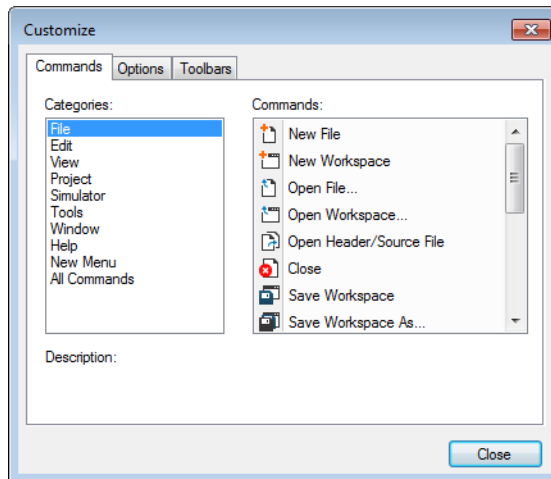 Customize
Commands Options Toolbars
Categories: Commands:
File
Edit
View
Project
Simulator
Tools
Window
Help
New Menu
All Commands
New File
New Workspace
Open File...
Open Workspace...
Open Header/Source File
Close
Save Workspace
Save Workspace As...
Description:
Close